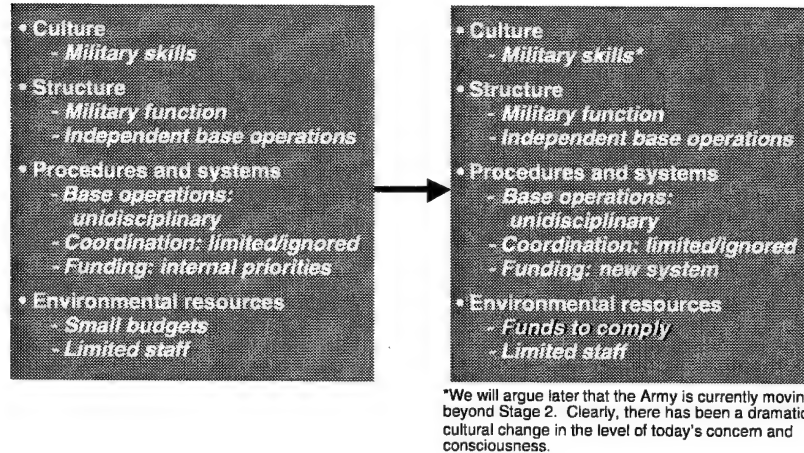 • Culture
- Military skills
• Structure
- Military function
- Independent base operations
• Procedures and systems
- Base operations:
unidisciplinary
- Coordination: limited/ignored
- Funding: internal priorities
• Environmental resources
- Small budgets
- Limited staff
• Culture
- Military skills*
• Structure
- Military function
- Independent base operations
• Procedures and systems
- Base operations:
unidisciplinary
- Coordination: limited/ignored
- Funding: new system
• Environmental resources
- Funds to comply
- Limited staff
*We will argue later that the Army is currently movin
beyond Stage 2. Clearly, there has been a dramatic
cultural change in the level of today's concern and
consciousness.